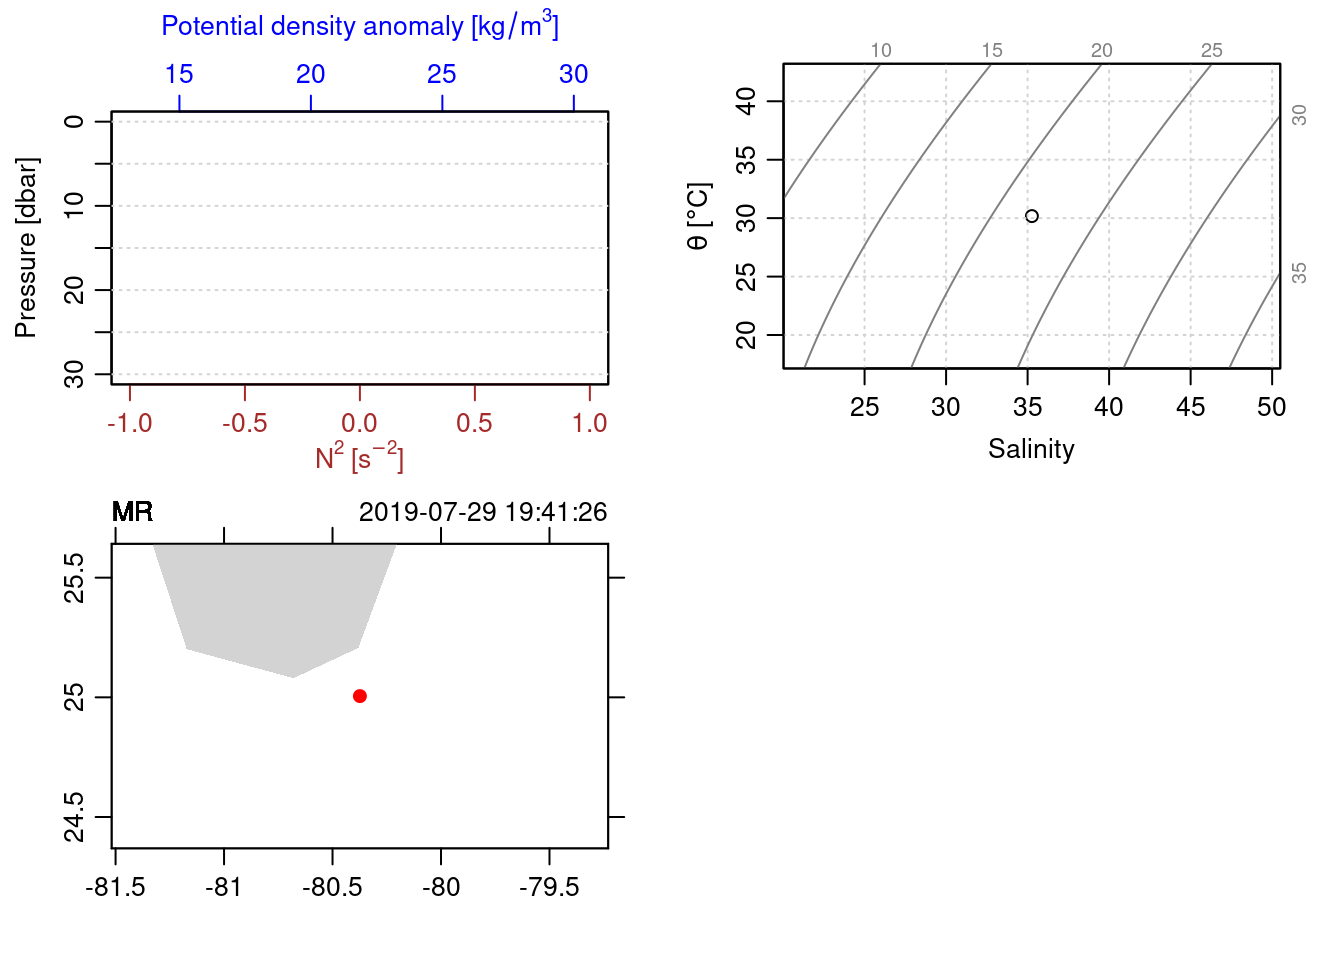 Potential density anomaly [kg/m³]
15 20 25 30
0
10
20
30
Pressure [dbar]
-1.0 -0.5 0.0 0.5 1.0
N² [s⁻²]
10 15 20 25
30
35
40
35
30
25
20
θ [°C]
25 30 35 40 45 50
Salinity
MR 2019-07-29 19:41:26
25.5
25
24.5
-81.5 -81 -80.5 -80 -79.5